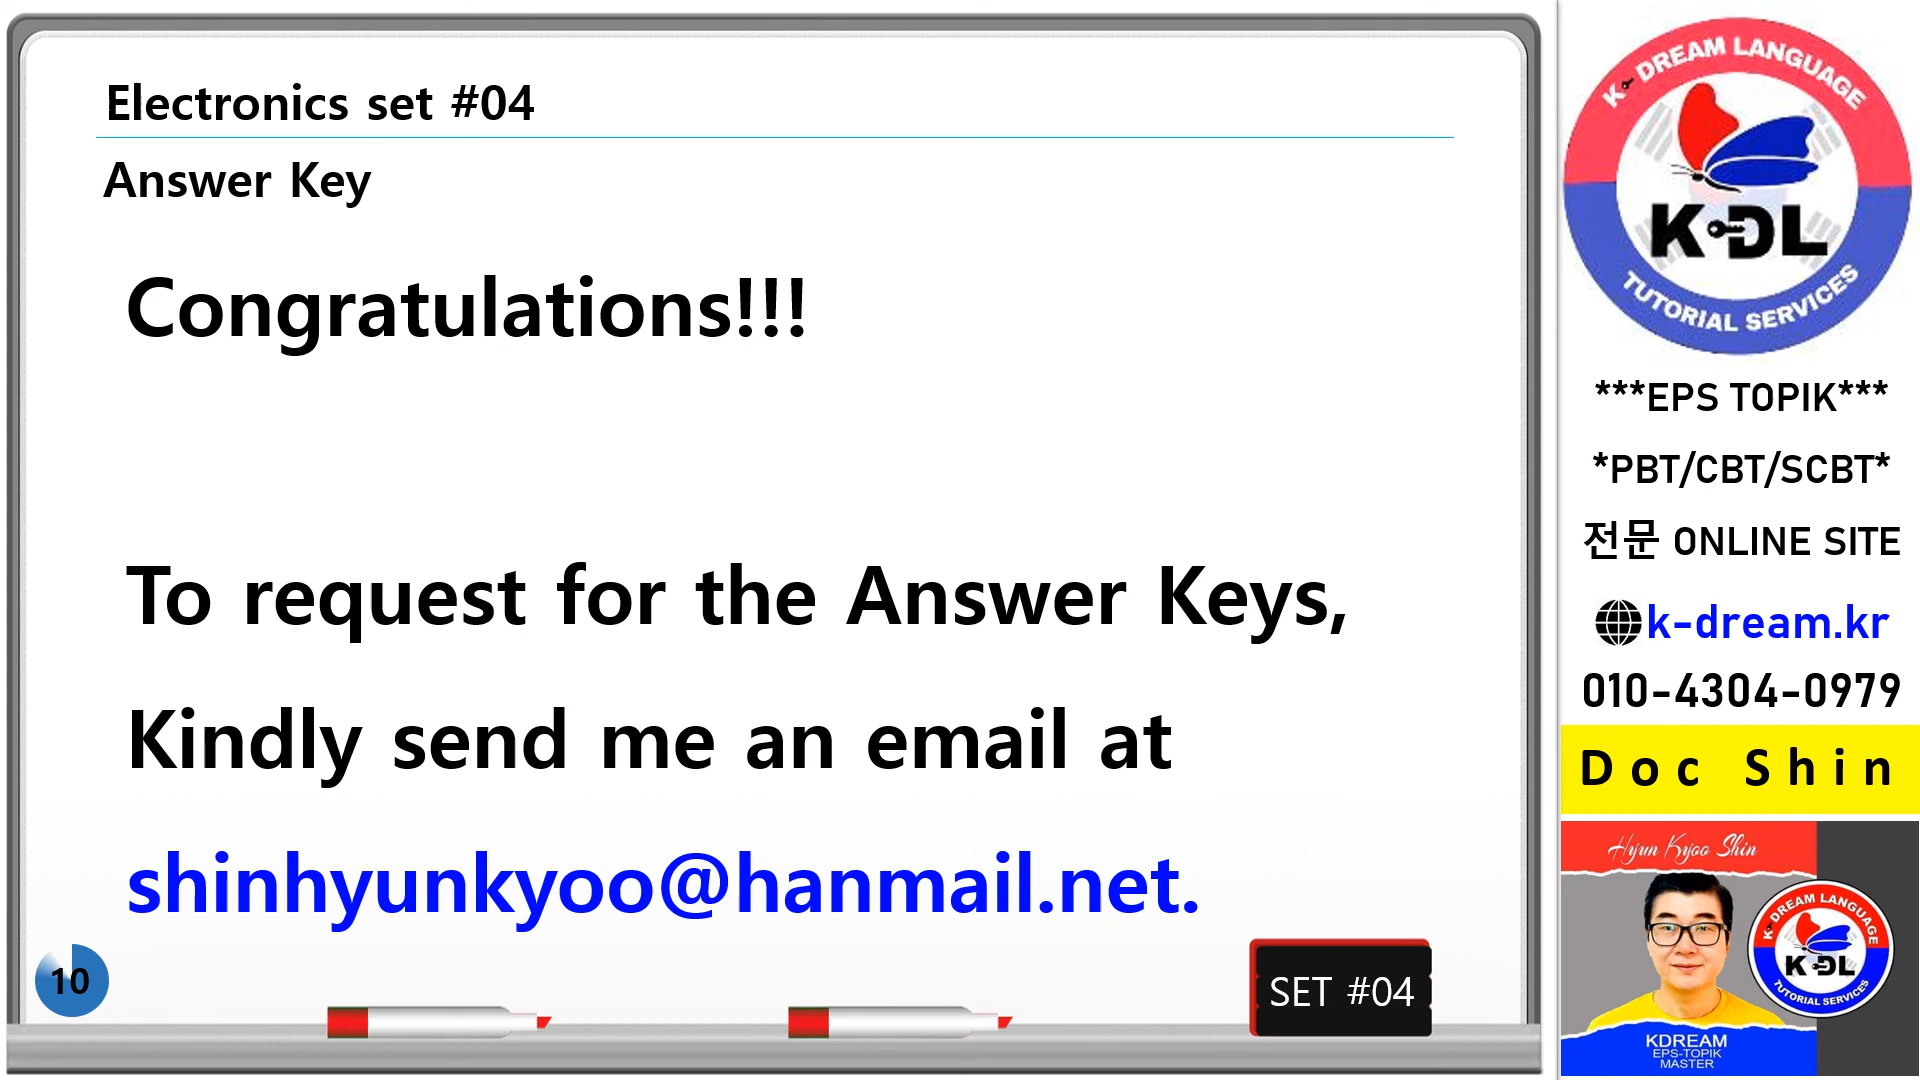 Electronics set #04
Answer Key
Congratulations!!!
To request for the Answer Keys,
Kindly send me an email at
shinhyunkyoo@hanmail.net.
10
SET #04
K DREAM LANGUAGE
K DL
TUTORIAL SERVICES
***EPS TOPIK***
*PBT/CBT/SCBT*
전문 ONLINE SITE
k-dream.kr
010-4304-0979
Doc Shin
Hyun Kyoo Shin
K DREAM LANGUAGE
K DL
TUTORIAL SERVICES
KDREAM
EPS-TOPIK
MASTER